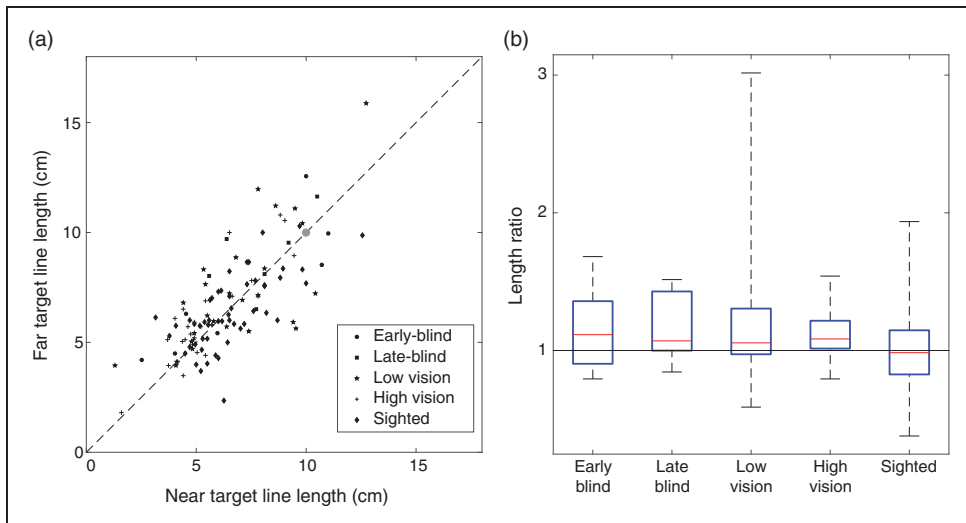 (a)
Far target line length (cm)
15
10
5
0
0
5
10
15
Near target line length (cm)
Early-blind
Late-blind
Low vision
High vision
Sighted
(b)
Length ratio
3
2
1
Early
blind
Late
blind
Low
vision
High
vision
Sighted